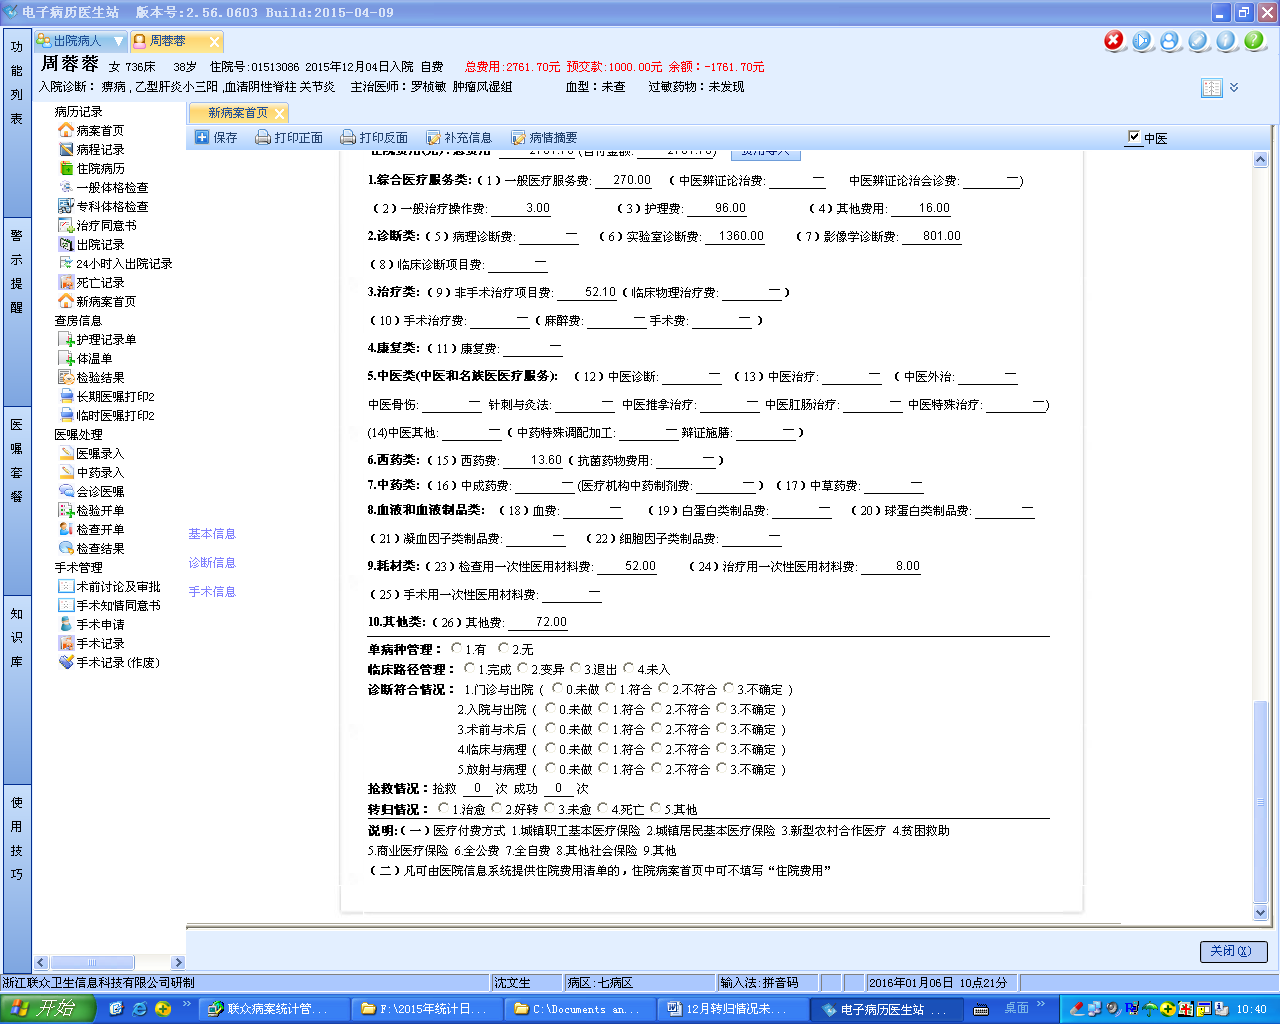 电子病历医生站 版本号:2.56.0603 Build:2015-04-09
出院病人 周蓉蓉
周蓉蓉 女 736床 38岁 住院号:01513086 2015年12月04日入院 自费 总费用:2761.70元 预交款:1000.00元 余额：-1761.70元
入院诊断： 痹病 , 乙型肝炎小三阳 ,血清阴性脊柱 关节炎 主治医师：罗桢敏 肿瘤风湿组 血型：未查 过敏药物：未发现
功能列表
警示提醒
医嘱套餐
知识库
使用技巧
病历记录
病案首页
病程记录
住院病历
一般体格检查
专科体格检查
治疗同意书
出院记录
24小时入出院记录
死亡记录
新病案首页
查房信息
护理记录单
体温单
检验结果
长期医嘱打印2
临时医嘱打印2
医嘱处理
医嘱录入
中药录入
会诊医嘱
检验开单
检查开单
检查结果
手术管理
术前讨论及审批
手术知情同意书
手术申请
手术记录
手术记录(作废)
新病案首页
保存 打印正面 打印反面 补充信息 病情摘要 中医
基本信息
诊断信息
手术信息
住院费用(元): 总费用 2761.70 (自付金额: 2761.70) 费用导入
1.综合医疗服务类:（1）一般医疗服务费: 270.00 （ 中医辨证论治费: — 中医辨证论治会诊费: —)
（2）一般治疗操作费: 3.00 （3）护理费: 96.00 （4）其他费用: 16.00
2.诊断类:（5）病理诊断费: — （6）实验室诊断费: 1360.00 （7）影像学诊断费: 801.00
（8）临床诊断项目费: —
3.治疗类:（9）非手术治疗项目费: 52.10 ( 临床物理治疗费: — )
（10）手术治疗费: — ( 麻醉费: — 手术费: — )
4.康复类:（11）康复费: —
5.中医类(中医和名族医医疗服务): （12）中医诊断: — （13）中医治疗: — ( 中医外治: —
中医骨伤: — 针刺与灸法: — 中医推拿治疗: — 中医肛肠治疗: — 中医特殊治疗: —)
(14)中医其他: — ( 中药特殊调配加工: — 辩证施膳: — )
6.西药类:（15）西药费: 13.60 ( 抗菌药物费用: — )
7.中药类:（16）中成药费: — (医疗机构中药制剂费: — ) （17）中草药费: —
8.血液和血液制品类: （18）血费: — （19）白蛋白类制品费: — （20）球蛋白类制品费: —
（21）凝血因子类制品费: — （22）细胞因子类制品费: —
9.耗材类:（23）检查用一次性医用材料费: 52.00 （24）治疗用一次性医用材料费: 8.00
（25）手术用一次性医用材料费: —
10.其他类:（26）其他费: 72.00
单病种管理： 1.有 2.无
临床路径管理： 1.完成 2.变异 3.退出 4.未入
诊断符合情况： 1.门诊与出院 ( 0.未做 1.符合 2.不符合 3.不确定 )
2.入院与出院 ( 0.未做 1.符合 2.不符合 3.不确定 )
3.术前与术后 ( 0.未做 1.符合 2.不符合 3.不确定 )
4.临床与病理 ( 0.未做 1.符合 2.不符合 3.不确定 )
5.放射与病理 ( 0.未做 1.符合 2.不符合 3.不确定 )
抢救情况：抢救 0 次 成功 0 次
转归情况： 1.治愈 2.好转 3.未愈 4.死亡 5.其他
说明:（一）医疗付费方式 1.城镇职工基本医疗保险 2.城镇居民基本医疗保险 3.新型农村合作医疗 4.贫困救助
5.商业医疗保险 6.全公费 7.全自费 8.其他社会保险 9.其他
（二）凡可由医院信息系统提供住院费用清单的，住院病案首页中可不填写“住院费用”
关闭(X)
浙江联众卫生信息科技有限公司研制 沈文生 病区:七病区 输入法:拼音码 2016年01月06日 10点21分
开始 联众病案统计管... F:\2015年统计日... C:\Documents an... 12月转归情况未... 电子病历医生站 ... 桌面 10:40